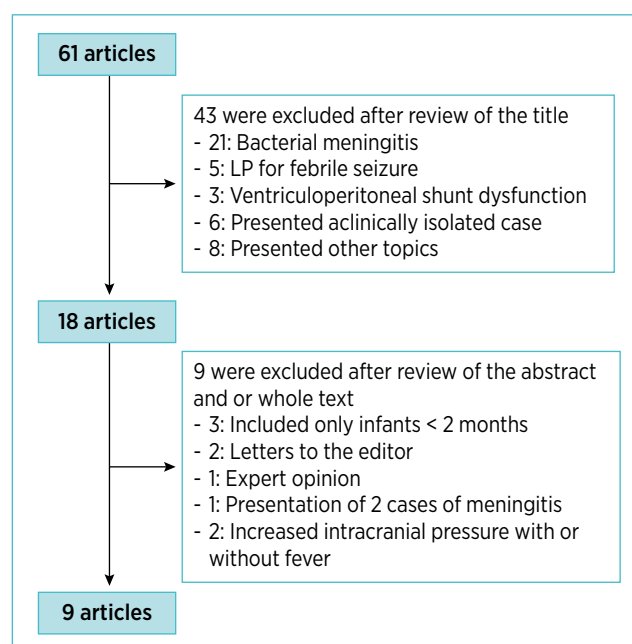 61 articles
43 were excluded after review of the title
- 21: Bacterial meningitis
- 5: LP for febrile seizure
- 3: Ventriculoperitoneal shunt dysfunction
- 6: Presented aclinically isolated case
- 8: Presented other topics
18 articles
9 were excluded after review of the abstract
and or whole text
- 3: Included only infants < 2 months
- 2: Letters to the editor
- 1: Expert opinion
- 1: Presentation of 2 cases of meningitis
- 2: Increased intracranial pressure with or
without fever
9 articles